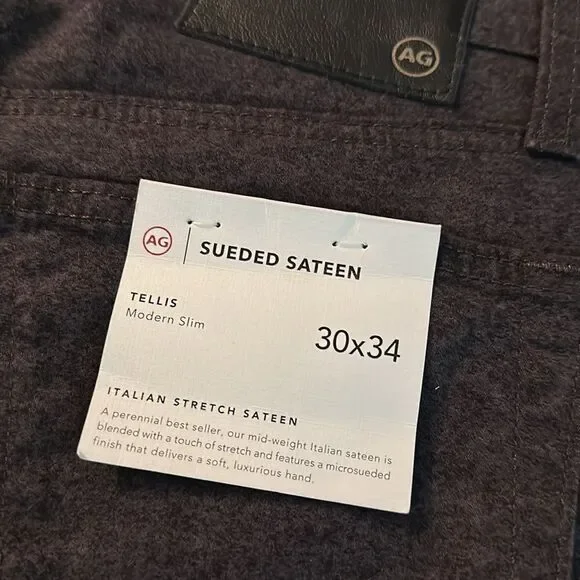 AG
AG | SUEDED SATEEN
TELLIS
Modern Slim
30x34
ITALIAN STRETCH SATEEN
A perennial best seller, our mid-weight Italian sateen is
blended with a touch of stretch and features a microsueded
finish that delivers a soft, luxurious hand.